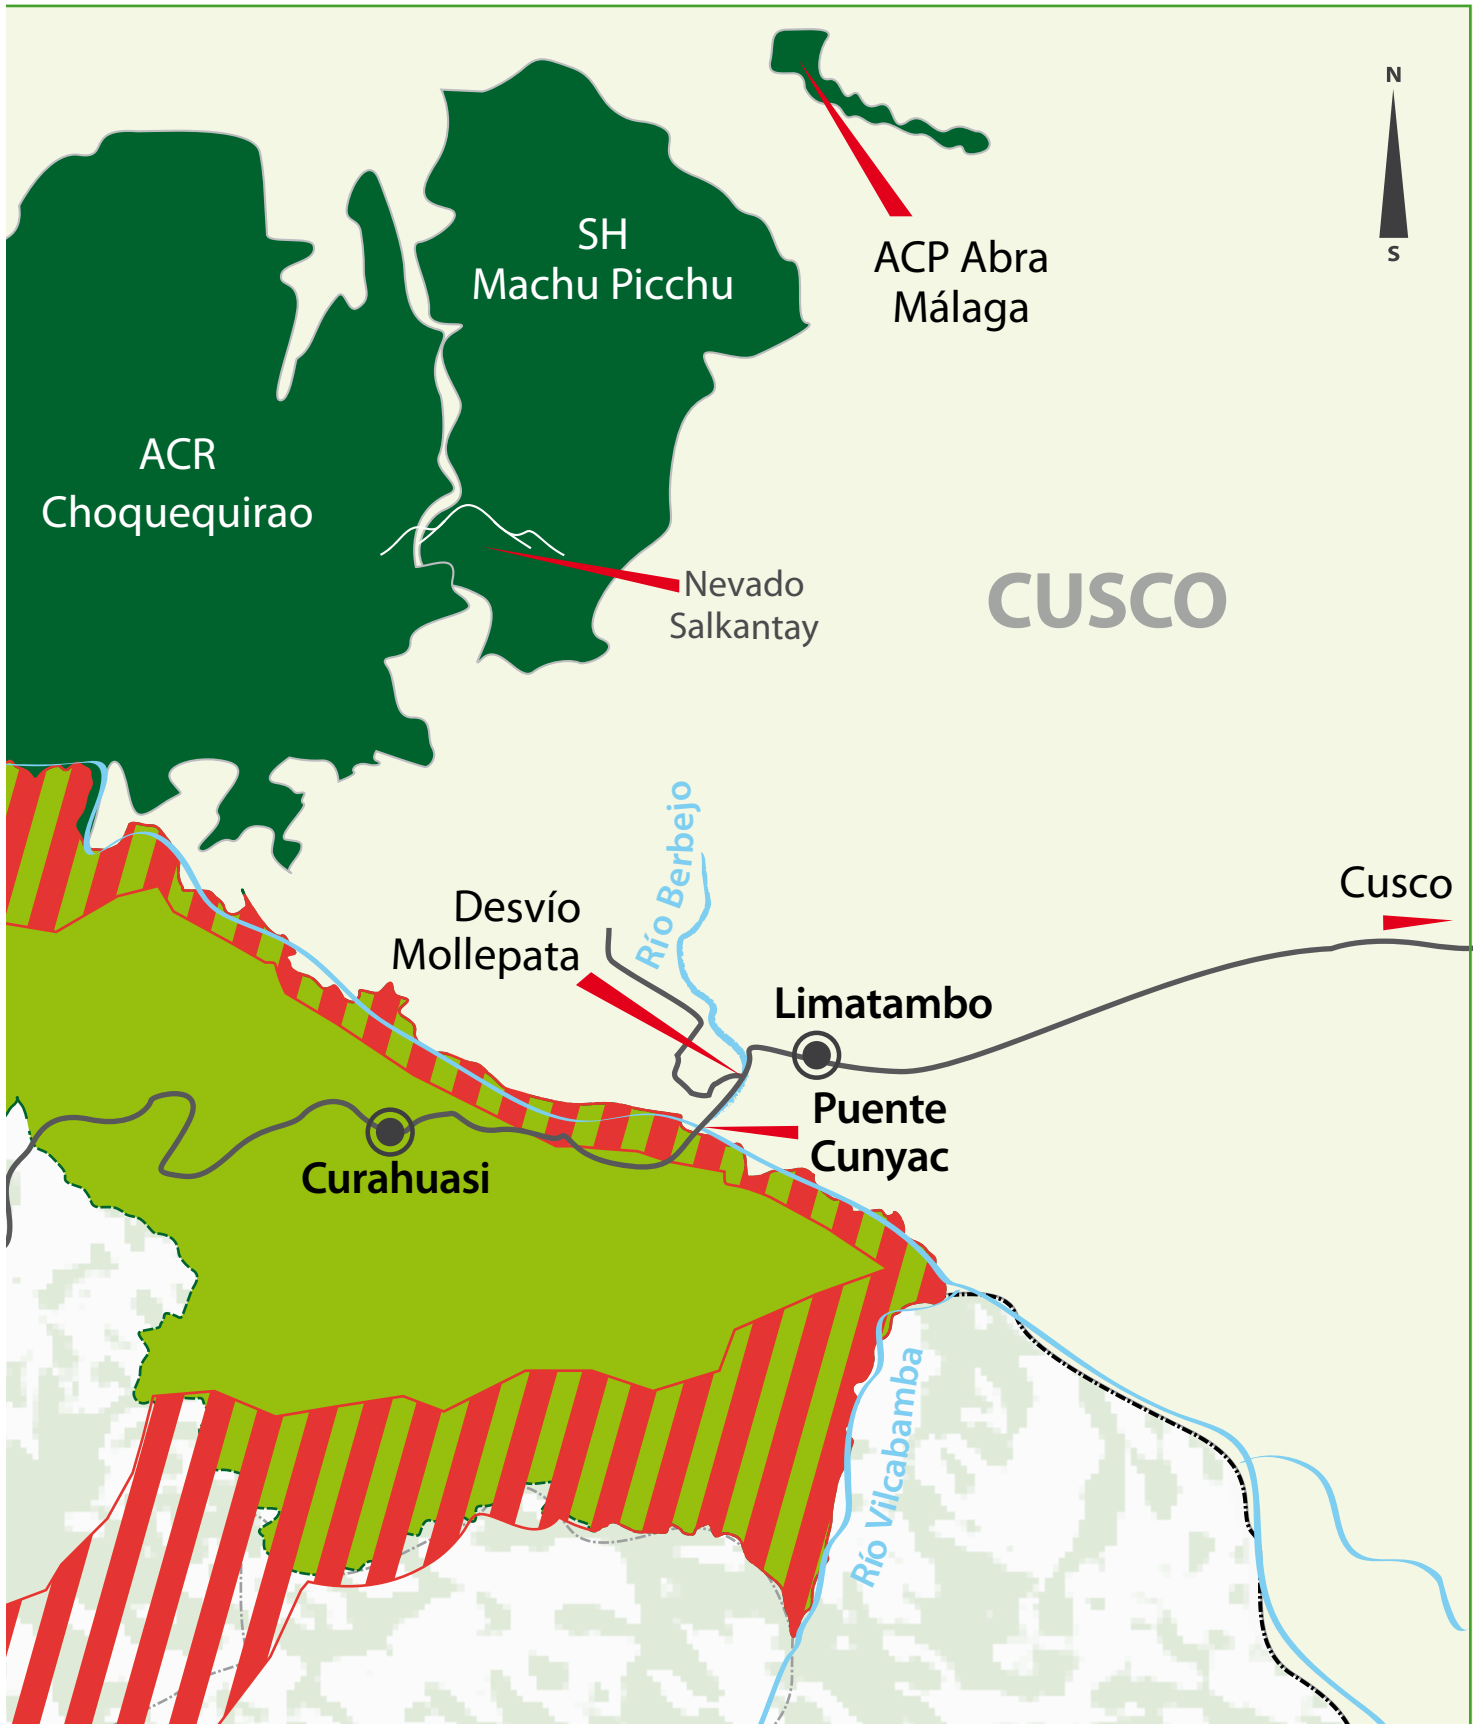 N
S
SH
Machu Picchu
ACP Abra
Málaga
ACR
Choquequirao
Nevado
Salkantay
CUSCO
Río Berbejo
Cusco
Desvío
Mollepata
Limatambo
Puente
Cunyac
Curahuasi
Río Vilcabamba